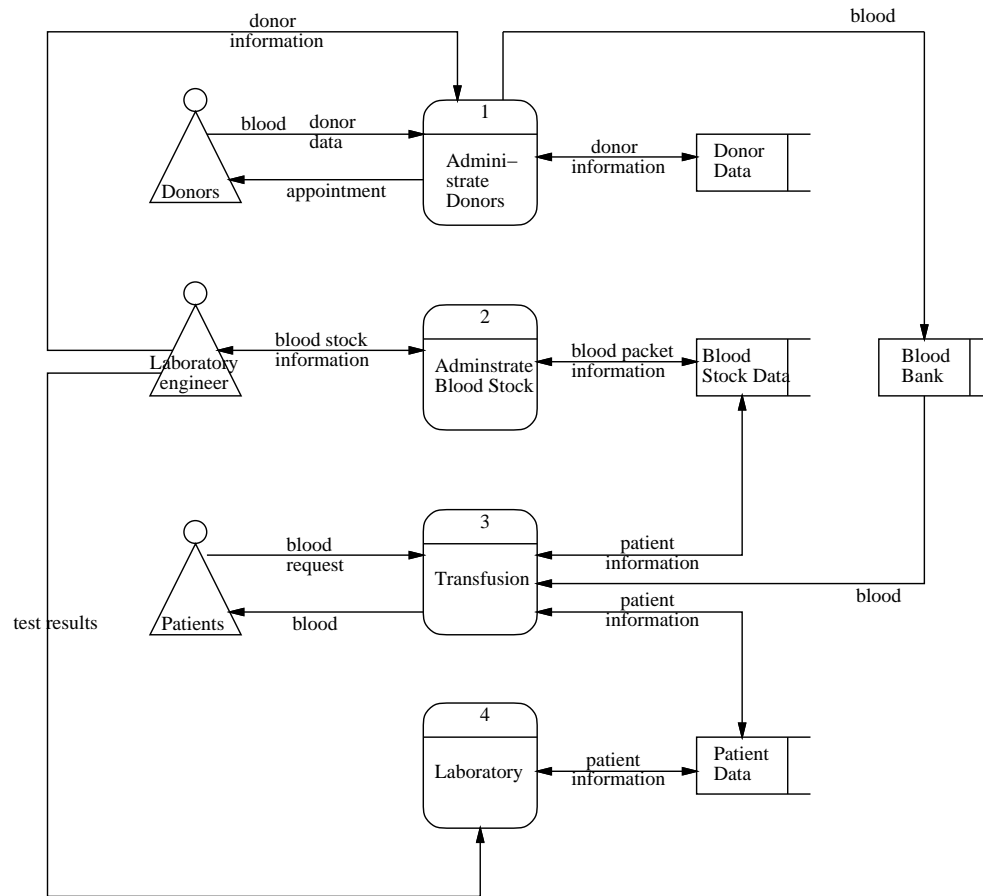 donor
information
blood
1
blood donor
data
Admini–
strate
Donors
donor
information
Donor
Data
Donors
appointment
2
blood stock
information
Laboratory
engineer
Adminstrate
Blood Stock
blood packet
information
Blood
Stock Data
Blood
Bank
3
blood
request
Transfusion
patient
information
blood
patient
information
test results
Patients
blood
4
Laboratory
patient
information
Patient
Data